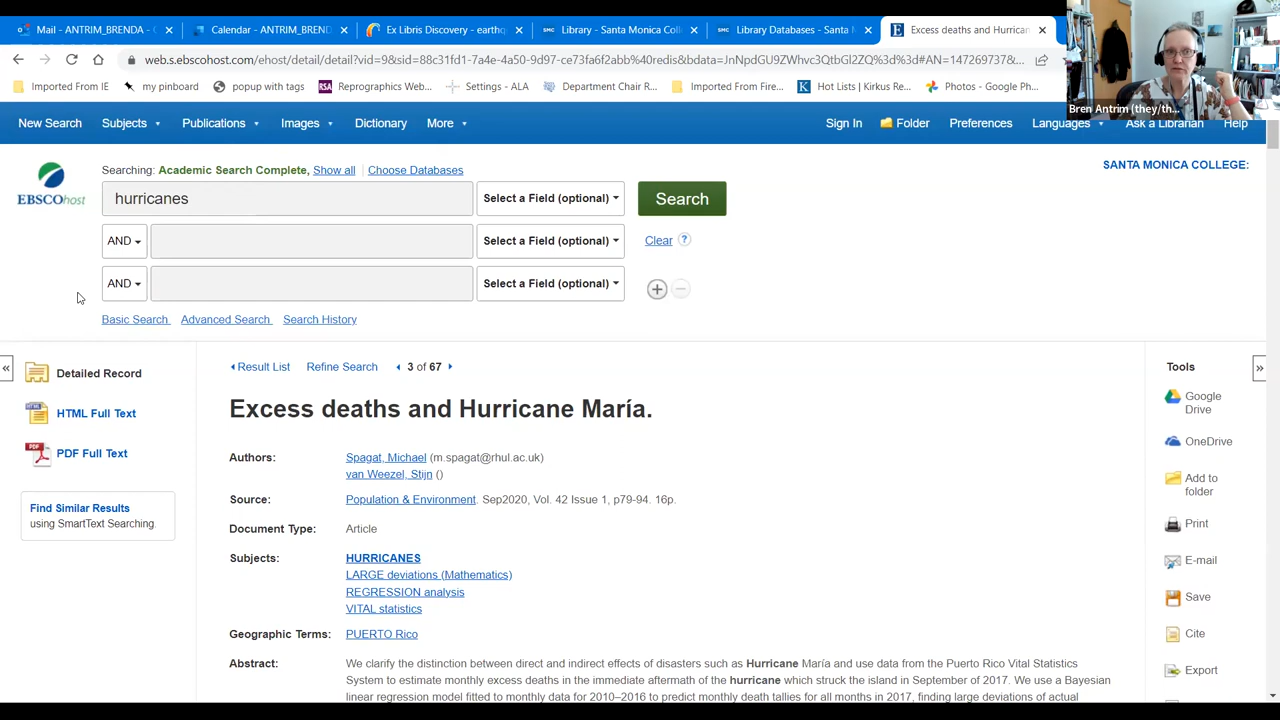 Mail - ANTRIM_BRENDA - O
Calendar - ANTRIM_BREND
Ex Libris Discovery - earthq
SMC Library - Santa Monica Coll
SMC Library Databases - Santa M
Excess deaths and Hurrican
web.s.ebscohost.com/ehost/detail/detail?vid=9&sid=88c31fd1-7a4e-4a50-9d97-ce73fa6f2abb%40redis&bdata=JnNpdGU9ZWhvc3QtbGl2ZQ%3d%3d#AN=147269737&...
Imported From IE
my pinboard
popup with tags
RSA Reprographics Web...
Settings - ALA
Department Chair R...
Imported From Fire...
K Hot Lists | Kirkus Re...
Photos - Google Ph...
Bren Antrim (they/th...
New Search
Subjects
Publications
Images
Dictionary
More
Sign In
Folder
Preferences
Languages
Ask a Librarian
Help
EBSCOhost
Searching: Academic Search Complete, Show all | Choose Databases
SANTA MONICA COLLEGE:
hurricanes
Select a Field (optional)
Search
AND
Select a Field (optional)
Clear ?
AND
Select a Field (optional)
Basic Search
Advanced Search
Search History
« Detailed Record
HTML Full Text
PDF PDF Full Text
Find Similar Results
using SmartText Searching.
Result List
Refine Search
3 of 67
Excess deaths and Hurricane María.
Authors: Spagat, Michael (m.spagat@rhul.ac.uk)
van Weezel, Stijn ()
Source: Population & Environment. Sep2020, Vol. 42 Issue 1, p79-94. 16p.
Document Type: Article
Subjects: HURRICANES
LARGE deviations (Mathematics)
REGRESSION analysis
VITAL statistics
Geographic Terms: PUERTO Rico
Abstract: We clarify the distinction between direct and indirect effects of disasters such as Hurricane María and use data from the Puerto Rico Vital Statistics
System to estimate monthly excess deaths in the immediate aftermath of the hurricane which struck the island in September of 2017. We use a Bayesian
linear regression model fitted to monthly data for 2010–2016 to predict monthly death tallies for all months in 2017, finding large deviations of actual
Tools
»
Google
Drive
OneDrive
Add to
folder
Print
E-mail
Save
Cite
Export